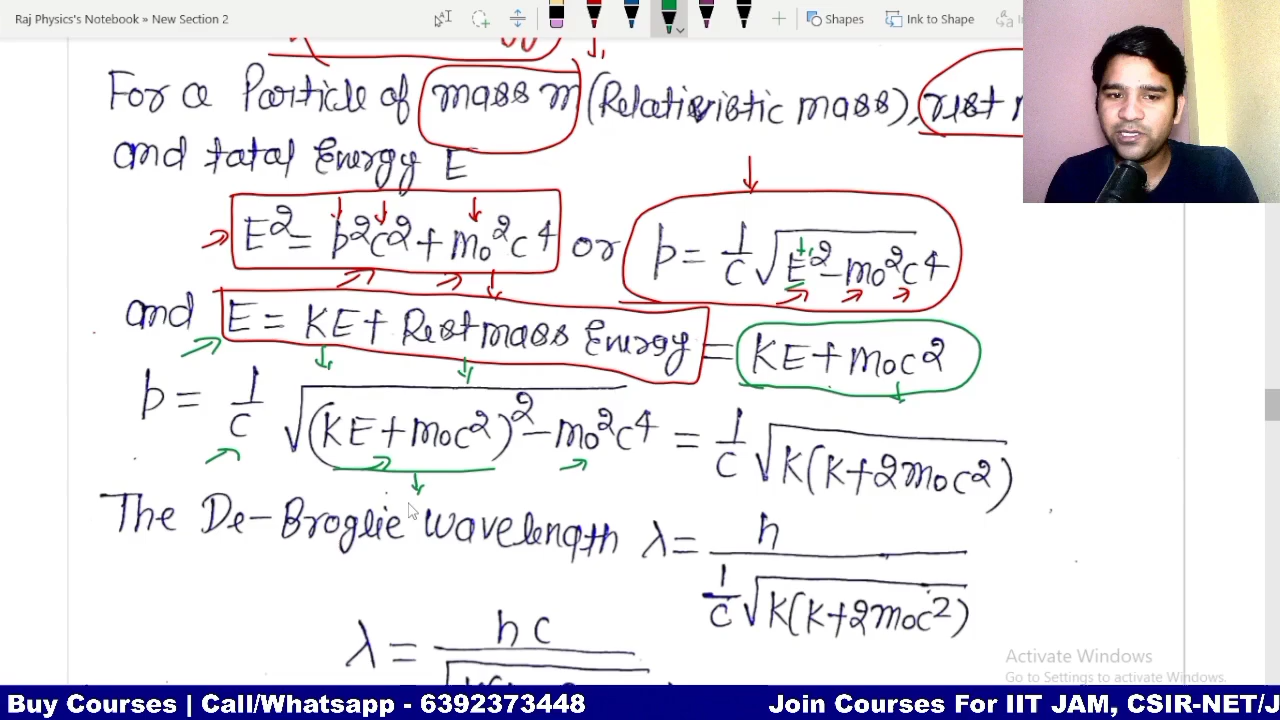 Raj Physics's Notebook » New Section 2
Shapes
Ink to Shape
For a Particle of mass m (Relativistic mass), rest
and tatal Energy E
E² = p²c² + m₀²c⁴ or p = 1/c √E² - m₀²c⁴
and E = KE + Rest mass Energy = KE + m₀c²
p = 1/c √(KE + m₀c²)² - m₀²c⁴ = 1/c √K(K+2m₀c²)
The De-Broglie wavelength λ = h / 1/c √K(K+2m₀c²)
λ = hc
Activate Windows
Go to Settings to activate Windows.
Buy Courses | Call/Whatsapp - 6392373448 Join Courses For IIT JAM, CSIR-NET/J